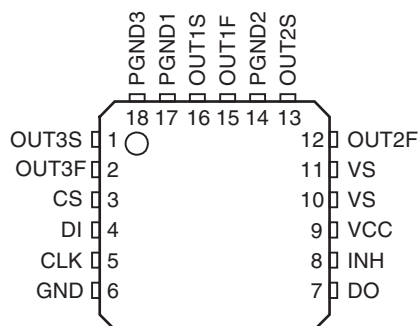 PGND3
PGND1
OUT1S
OUT1F
PGND2
OUT2S
18 17 16 15 14 13
OUT3S 1 12 OUT2F
OUT3F 2 11 VS
CS 3 10 VS
DI 4 9 VCC
CLK 5 8 INH
GND 6 7 DO